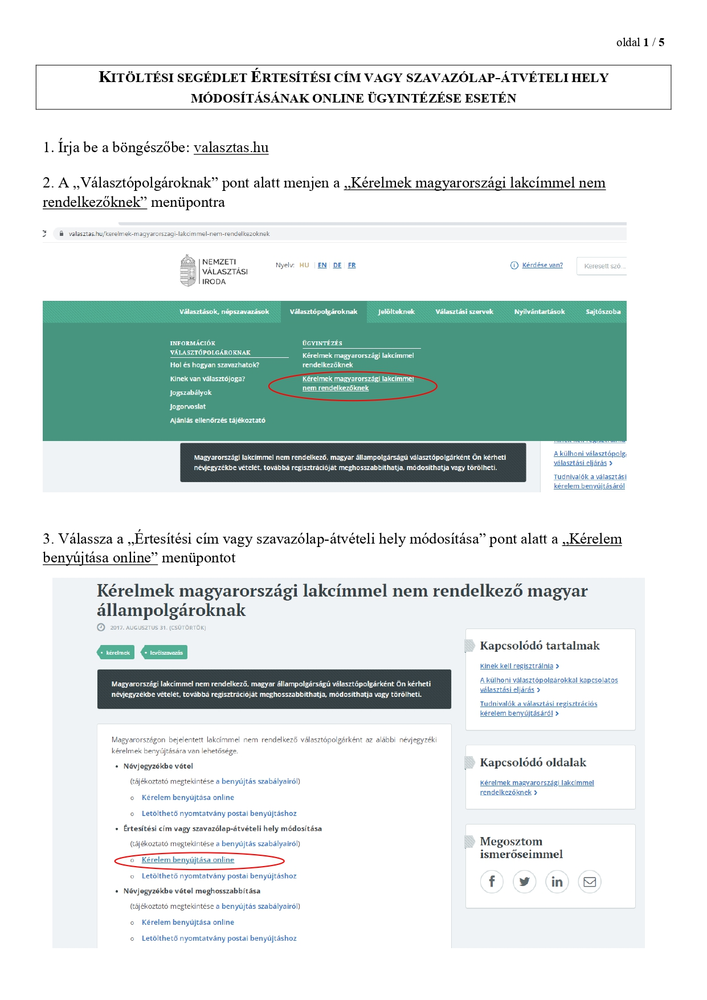 oldal 1 / 5
KITÖLTÉSI SEGÉDLET ÉRTESÍTÉSI CÍM VAGY SZAVAZÓLAP-ÁTVÉTELI HELY
MÓDOSÍTÁSÁNAK ONLINE ÜGYINTÉZÉSE ESETÉN
1. Írja be a böngészőbe: valasztas.hu
2. A „Választópolgároknak” pont alatt menjen a „Kérelmek magyarországi lakcímmel nem
rendelkezőknek” menüpontra
valasztas.hu/kerelmek-magyarorszagi-lakcimmel-nem-rendelkezoknek
NEMZETI
VÁLASZTÁSI
IRODA
Nyelv: HU | EN | DE | FR
Kérdése van?
Keresett szó...
Választások, népszavazások
Választópolgároknak
Jelölteknek
Választási szervek
Nyilvántartások
Sajtószoba
INFORMÁCIÓK
VÁLASZTÓPOLGÁROKNAK
Hol és hogyan szavazhatok?
Kinek van választójoga?
Jogszabályok
Jogorvoslat
Ajánlás ellenőrzés tájékoztató
ÜGYINTÉZÉS
Kérelmek magyarországi lakcímmel
rendelkezőknek
Kérelmek magyarországi lakcímmel
nem rendelkezőknek
Magyarországi lakcímmel nem rendelkező, magyar állampolgárságú választópolgárként Ön kérheti
névjegyzékbe vételét, továbbá regisztrációját meghosszabbíthatja, módosíthatja vagy törölheti.
A külhoni választópolg
választási eljárás >
Tudnivalók a választási
kérelem benyújtásáról
3. Válassza a „Értesítési cím vagy szavazólap-átvételi hely módosítása” pont alatt a „Kérelem
benyújtása online” menüpontot
Kérelmek magyarországi lakcímmel nem rendelkező magyar
állampolgároknak
2017. AUGUSZTUS 31. (CSÜTÖRTÖK)
• kérelmek
• levélszavazás
Magyarországi lakcímmel nem rendelkező, magyar állampolgárságú választópolgárként Ön kérheti
névjegyzékbe vételét, továbbá regisztrációját meghosszabbíthatja, módosíthatja vagy törölheti.
Magyarországon bejelentett lakcímmel nem rendelkező választópolgárként az alábbi névjegyzéki
kérelmek benyújtására van lehetősége.
• Névjegyzékbe vétel
(tájékoztató megtekintése a benyújtás szabályairól)
o Kérelem benyújtása online
o Letölthető nyomtatvány postai benyújtáshoz
• Értesítési cím vagy szavazólap-átvételi hely módosítása
(tájékoztató megtekintése a benyújtás szabályairól)
o Kérelem benyújtása online
o Letölthető nyomtatvány postai benyújtáshoz
• Névjegyzékbe vétel meghosszabbítása
(tájékoztató megtekintése a benyújtás szabályairól)
o Kérelem benyújtása online
o Letölthető nyomtatvány postai benyújtáshoz
Kapcsolódó tartalmak
Kinek kell regisztrálnia >
A külhoni választópolgárokkal kapcsolatos
választási eljárás >
Tudnivalók a választási regisztrációs
kérelem benyújtásáról >
Kapcsolódó oldalak
Kérelmek magyarországi lakcímmel
rendelkezőknek >
Megosztom
ismerőseimmel